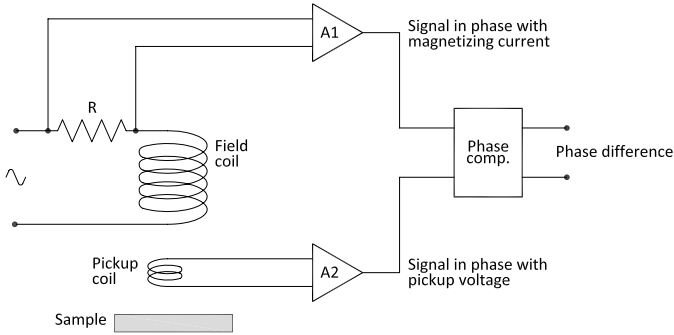 A1
Signal in phase with
magnetizing current
R
Field
coil
Phase
comp.
Phase difference
Pickup
coil
A2
Signal in phase with
pickup voltage
Sample